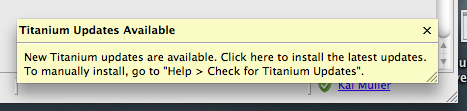 Titanium Updates Available
New Titanium updates are available. Click here to install the latest updates.
To manually install, go to "Help > Check for Titanium Updates".
Kai Müller